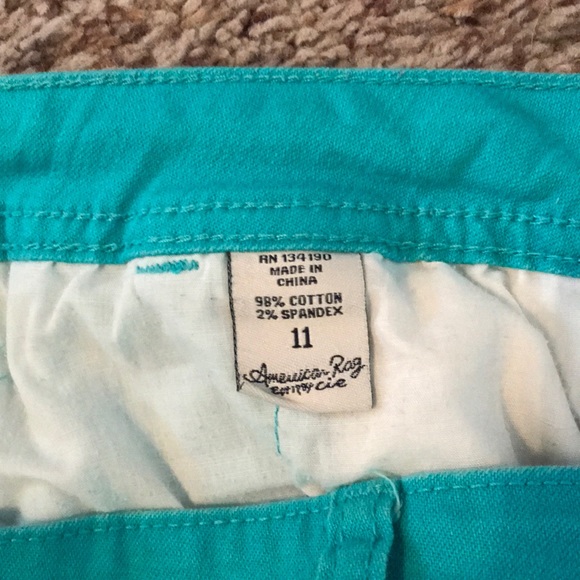 RN 134190
MADE IN
CHINA
98% COTTON
2% SPANDEX
11
American Rag
cie